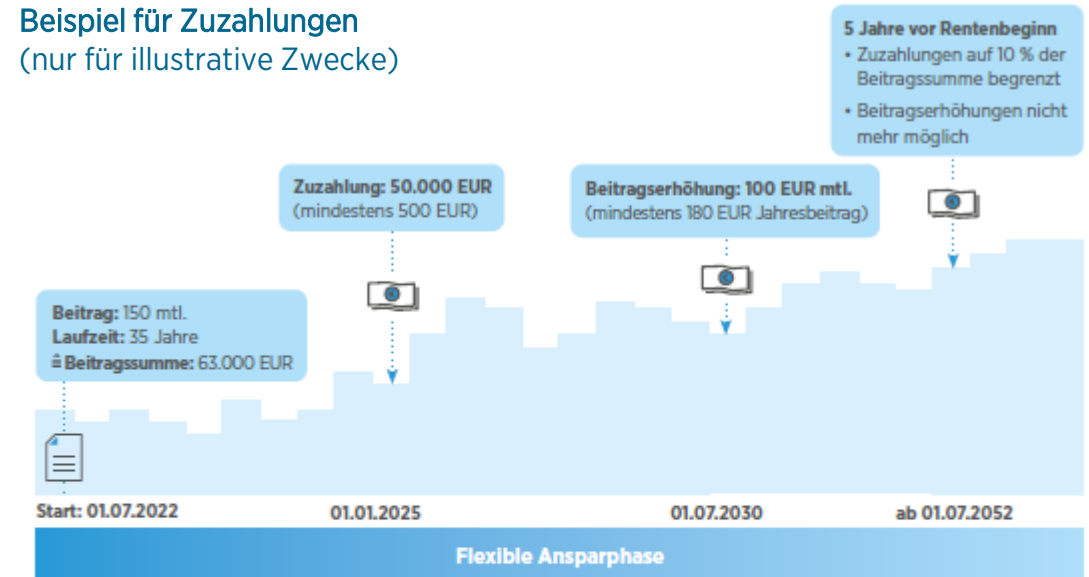 Beispiel für Zuzahlungen
(nur für illustrative Zwecke)
5 Jahre vor Rentenbeginn
• Zuzahlungen auf 10 % der
Beitragssumme begrenzt
• Beitragserhöhungen nicht
mehr möglich
Zuzahlung: 50.000 EUR
(mindestens 500 EUR)
Beitragserhöhung: 100 EUR mtl.
(mindestens 180 EUR Jahresbeitrag)
Beitrag: 150 mtl.
Laufzeit: 35 Jahre
≙ Beitragssumme: 63.000 EUR
Start: 01.07.2022
01.01.2025
01.07.2030
ab 01.07.2052
Flexible Ansparphase